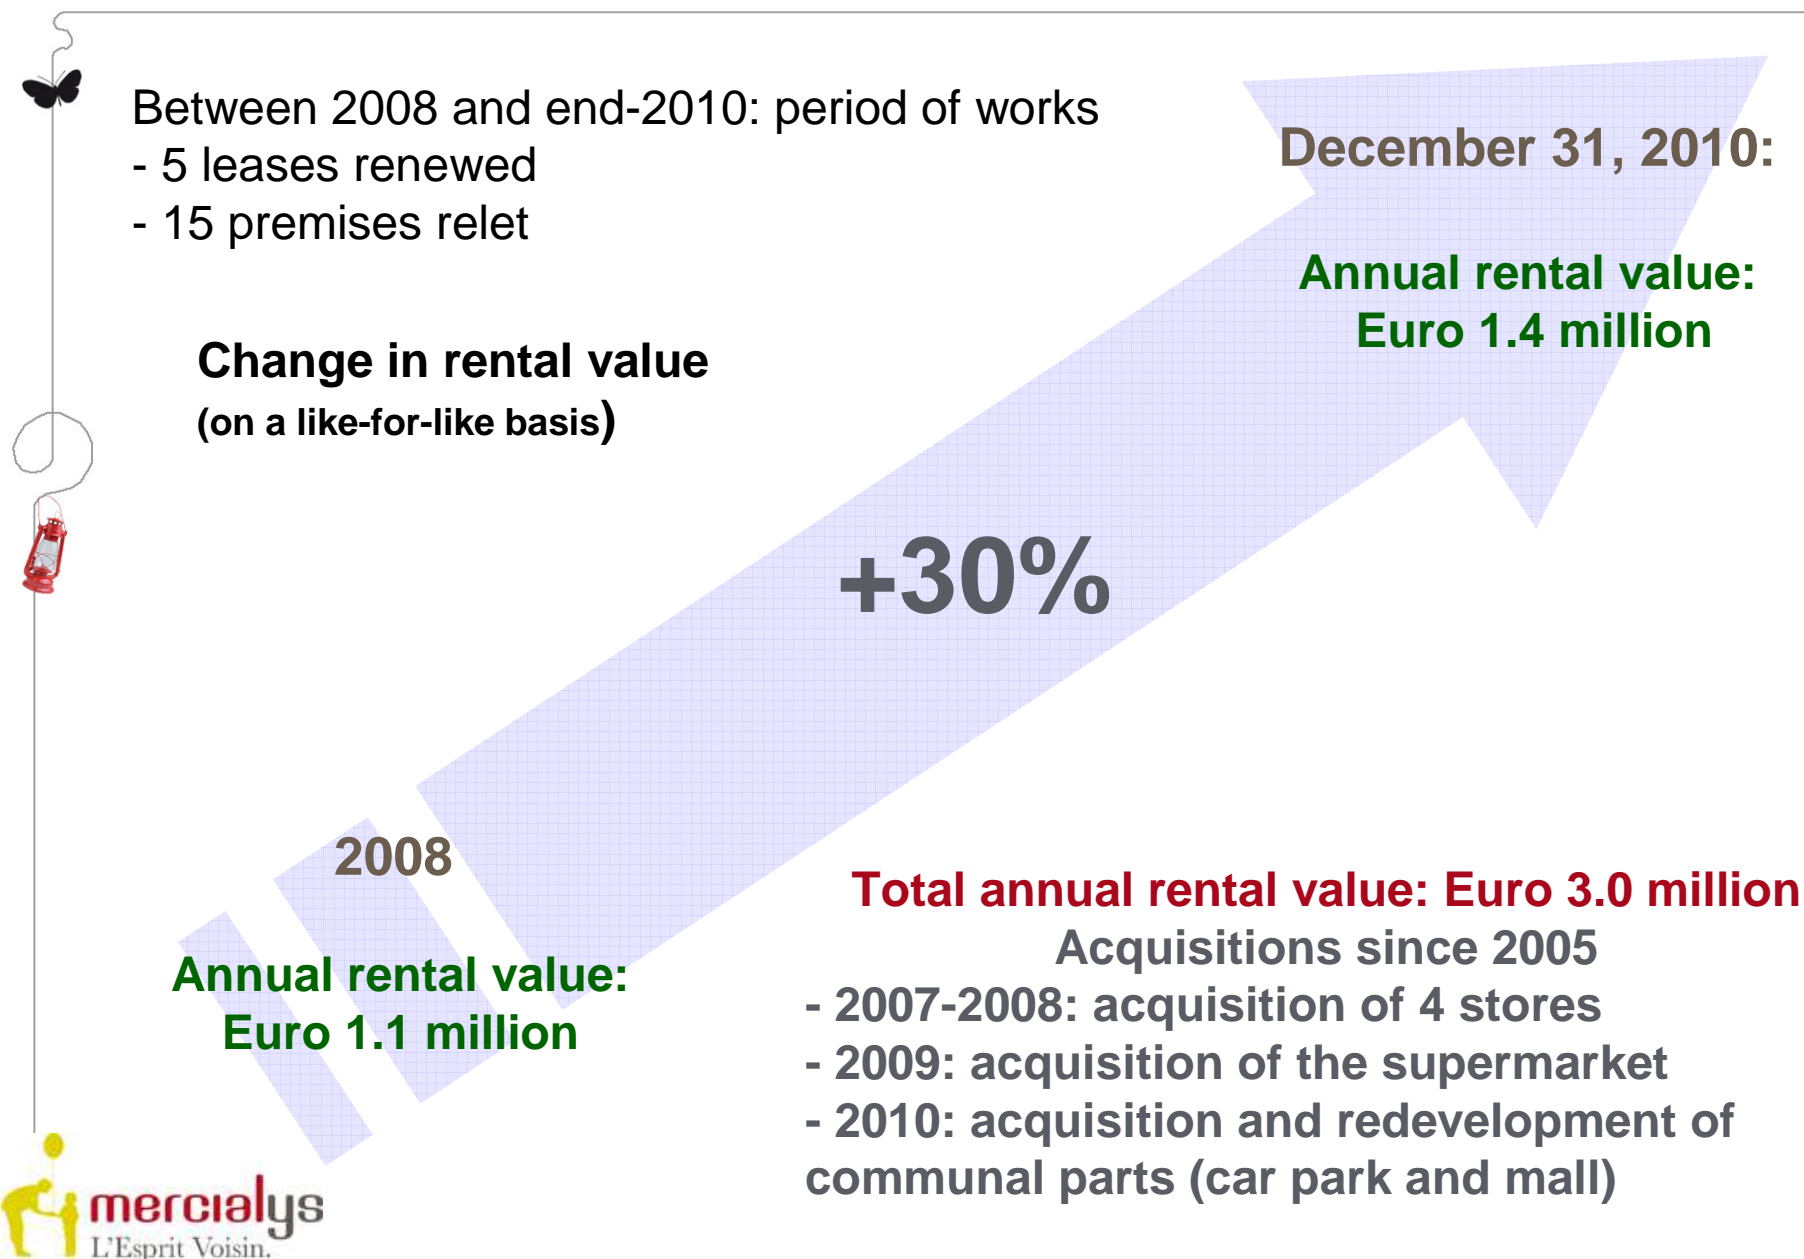 Between 2008 and end-2010: period of works
- 5 leases renewed
- 15 premises relet
December 31, 2010:
Annual rental value:
Euro 1.4 million
Change in rental value
(on a like-for-like basis)
+30%
2008
Annual rental value:
Euro 1.1 million
Total annual rental value: Euro 3.0 million
Acquisitions since 2005
- 2007-2008: acquisition of 4 stores
- 2009: acquisition of the supermarket
- 2010: acquisition and redevelopment of
communal parts (car park and mall)
mercialys
L'Esprit Voisin.